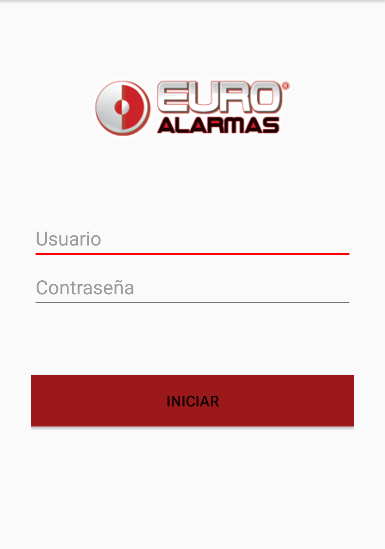 EURO
ALARMAS
Usuario
Contraseña
INICIAR